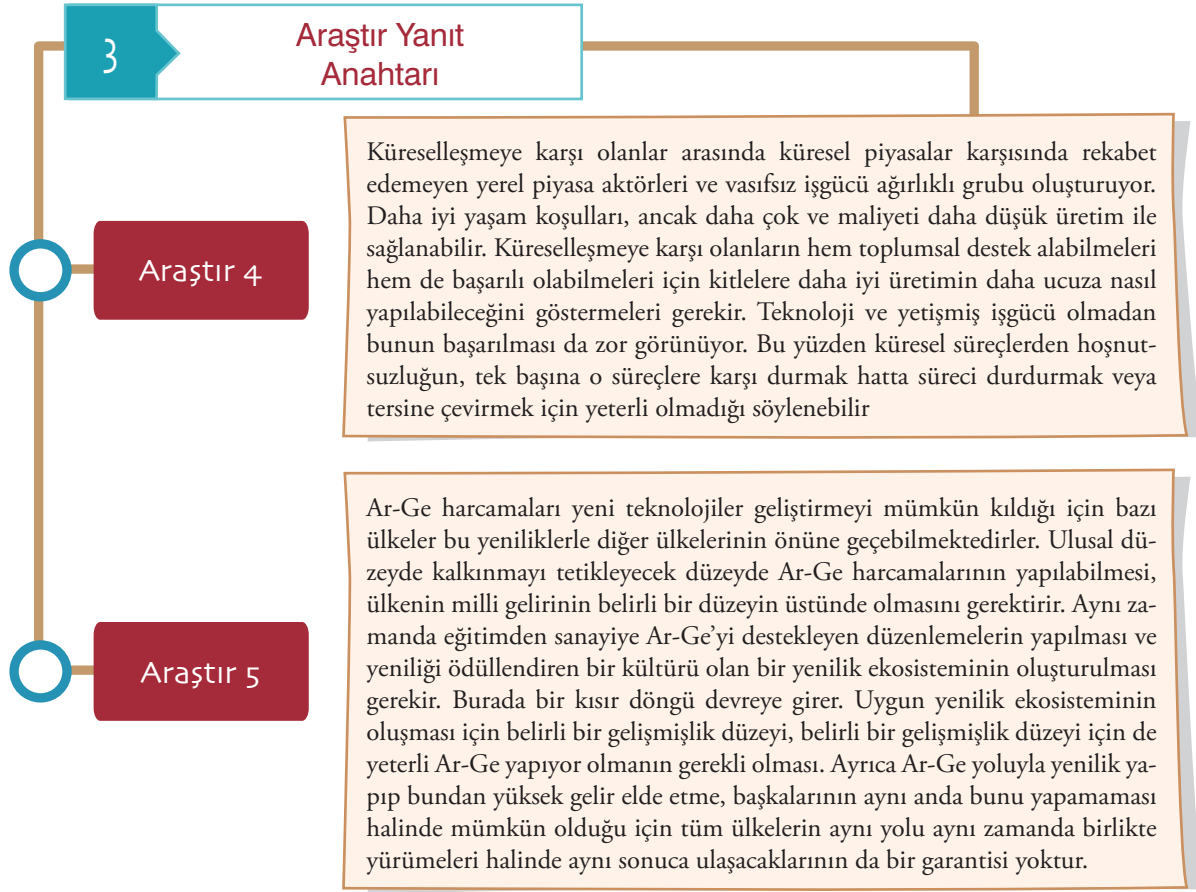 3
Araştır Yanıt
Anahtarı
Araştır 4
Küreselleşmeye karşı olanlar arasında küresel piyasalar karşısında rekabet
edemeyen yerel piyasa aktörleri ve vasıfsız işgücü ağırlıklı grubu oluşturuyor.
Daha iyi yaşam koşulları, ancak daha çok ve maliyeti daha düşük üretim ile
sağlanabilir. Küreselleşmeye karşı olanların hem toplumsal destek alabilmeleri
hem de başarılı olabilmeleri için kitlelere daha iyi üretimin daha ucuza nasıl
yapılabileceğini göstermeleri gerekir. Teknoloji ve yetişmiş işgücü olmadan
bunun başarılması da zor görünüyor. Bu yüzden küresel süreçlerden hoşnut-
suzluğun, tek başına o süreçlere karşı durmak hatta süreci durdurmak veya
tersine çevirmek için yeterli olmadığı söylenebilir
Araştır 5
Ar-Ge harcamaları yeni teknolojiler geliştirmeyi mümkün kıldığı için bazı
ülkeler bu yeniliklerle diğer ülkelerinin önüne geçebilmektedirler. Ulusal dü-
zeyde kalkınmayı tetikleyecek düzeyde Ar-Ge harcamalarının yapılabilmesi,
ülkenin milli gelirinin belirli bir düzeyin üstünde olmasını gerektirir. Aynı za-
manda eğitimden sanayiye Ar-Ge’yi destekleyen düzenlemelerin yapılması ve
yeniliği ödüllendiren bir kültürü olan bir yenilik ekosisteminin oluşturulması
gerekir. Burada bir kısır döngü devreye girer. Uygun yenilik ekosisteminin
oluşması için belirli bir gelişmişlik düzeyi, belirli bir gelişmişlik düzeyi için de
yeterli Ar-Ge yapıyor olmanın gerekli olması. Ayrıca Ar-Ge yoluyla yenilik ya-
pıp bundan yüksek gelir elde etme, başkalarının aynı anda bunu yapamaması
halinde mümkün olduğu için tüm ülkelerin aynı yolu aynı zamanda birlikte
yürümeleri halinde aynı sonuca ulaşacaklarının da bir garantisi yoktur.